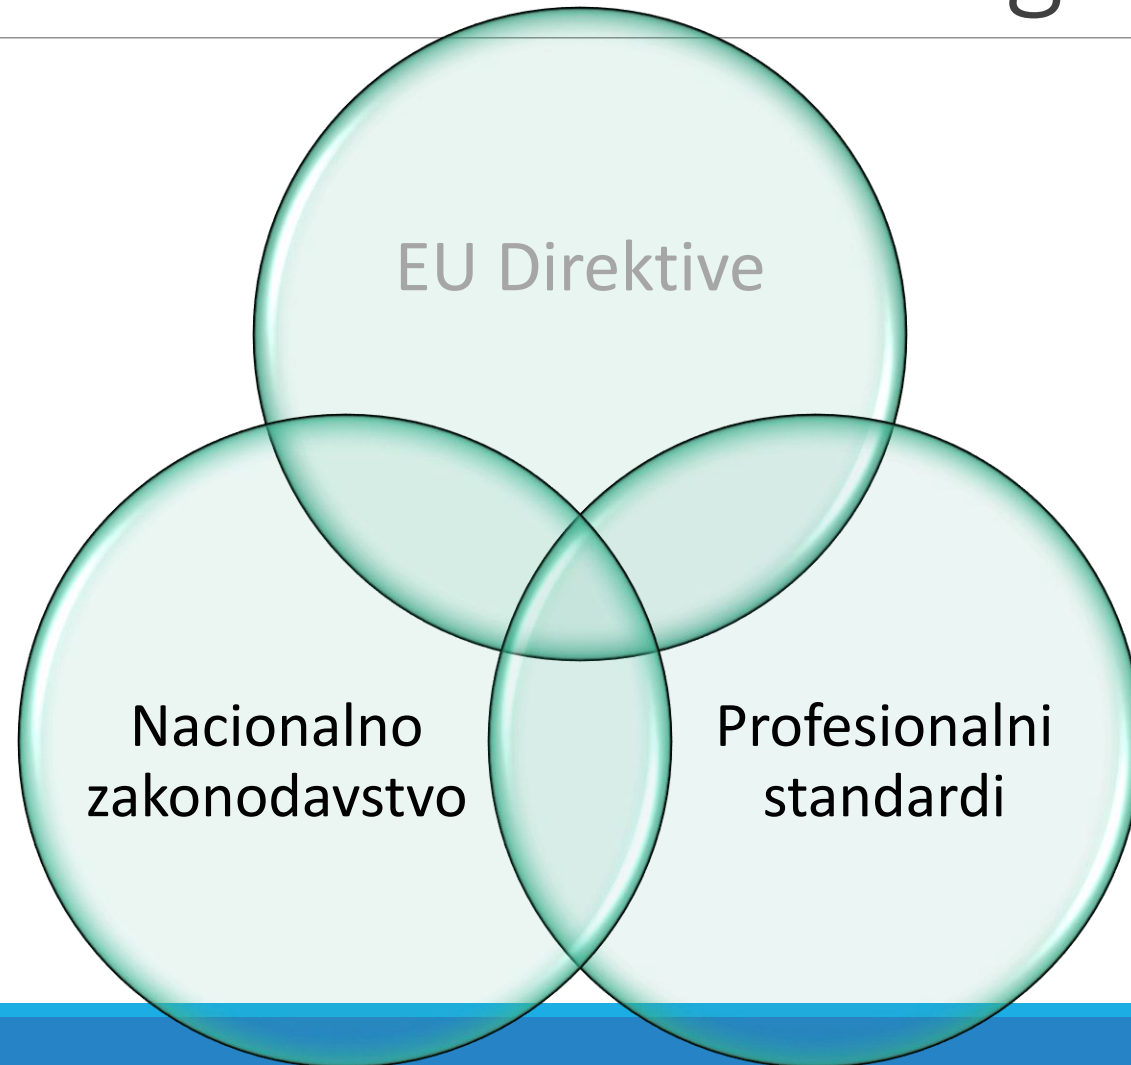 EU Direktive
Nacionalno
zakonodavstvo
Profesionalni
standardi